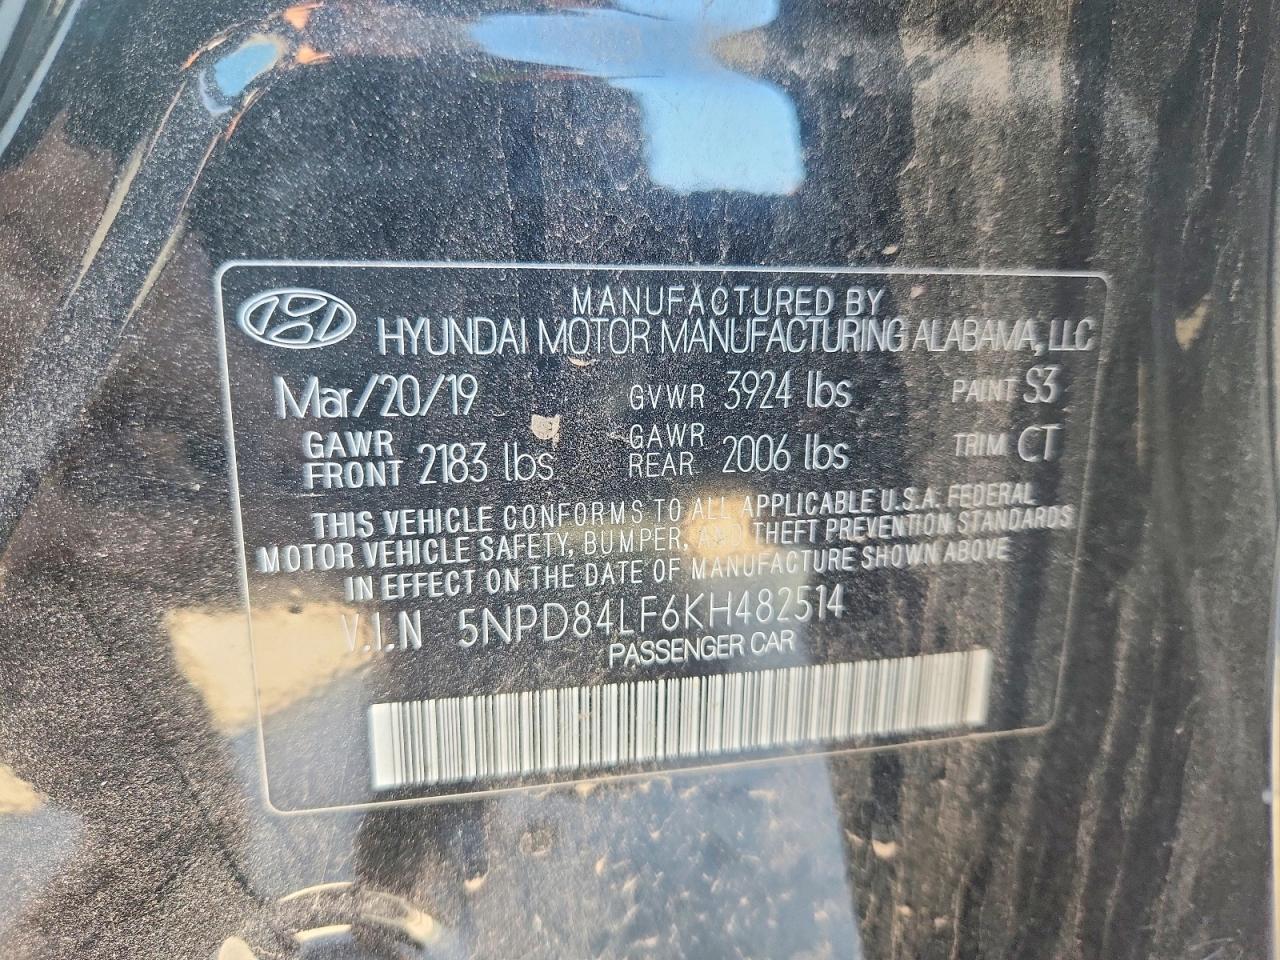 MANUFACTURED BY
HYUNDAI MOTOR MANUFACTURING ALABAMA, LLC
Mar/20/19 GVWR 3924 lbs PAINT S3
GAWR FRONT 2183 lbs GAWR REAR 2006 lbs TRIM CT
THIS VEHICLE CONFORMS TO ALL APPLICABLE U.S.A. FEDERAL
MOTOR VEHICLE SAFETY, BUMPER, AND THEFT PREVENTION STANDARDS
IN EFFECT ON THE DATE OF MANUFACTURE SHOWN ABOVE
V.I.N 5NPD84LF6KH482514
PASSENGER CAR